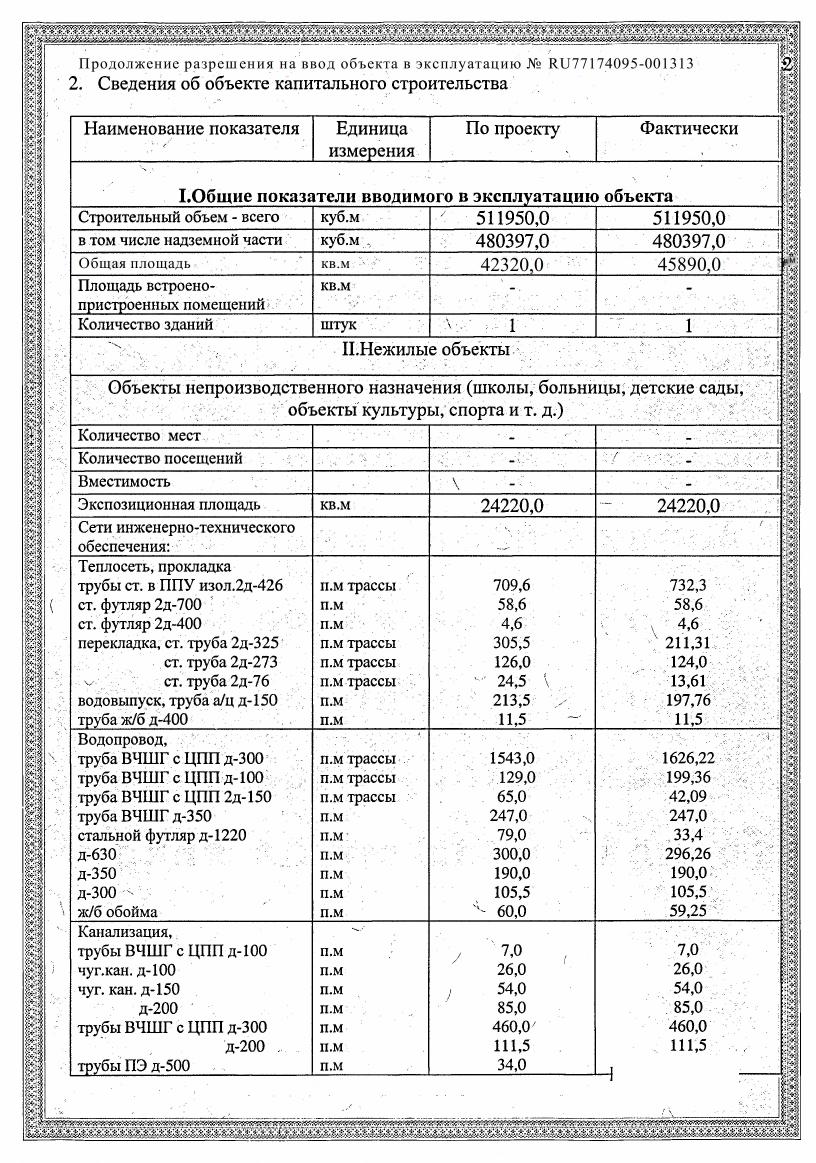 Продолжение разрешения на ввод объекта в эксплуатацию № RU77174095-001313
2
2. Сведения об объекте капитального строительства
Наименование показателя Единица измерения По проекту Фактически
I.Общие показатели вводимого в эксплуатацию объекта
Строительный объем - всего куб.м 511950,0 511950,0
в том числе надземной части куб.м 480397,0 480397,0
Общая площадь кв.м 42320,0 45890,0
Площадь встроено- кв.м - -
пристроенных помещений
Количество зданий штук 1 1
II.Нежилые объекты
Объекты непроизводственного назначения (школы, больницы, детские сады,
объекты культуры, спорта и т. д.)
Количество мест - -
Количество посещений - -
Вместимость - -
Экспозиционная площадь кв.м 24220,0 24220,0
Сети инженерно-технического
обеспечения:
Теплосеть, прокладка
трубы ст. в ППУ изол.2д-426 п.м трассы 709,6 732,3
ст. футляр 2д-700 п.м 58,6 58,6
ст. футляр 2д-400 п.м 4,6 4,6
перекладка, ст. труба 2д-325 п.м трассы 305,5 211,31
ст. труба 2д-273 п.м трассы 126,0 124,0
ст. труба 2д-76 п.м трассы 24,5 13,61
водовыпуск, труба а/ц д-150 п.м 213,5 197,76
труба ж/б д-400 п.м 11,5 11,5
Водопровод,
труба ВЧШГ с ЦПП д-300 п.м трассы 1543,0 1626,22
труба ВЧШГ с ЦПП д-100 п.м трассы 129,0 199,36
труба ВЧШГ с ЦПП 2д-150 п.м трассы 65,0 42,09
труба ВЧШГ д-350 п.м 247,0 247,0
стальной футляр д-1220 п.м 79,0 33,4
д-630 п.м 300,0 296,26
д-350 п.м 190,0 190,0
д-300 п.м 105,5 105,5
ж/б обойма п.м 60,0 59,25
Канализация,
трубы ВЧШГ с ЦПП д-100 п.м 7,0 7,0
чуг.кан. д-100 п.м 26,0 26,0
чуг. кан. д-150 п.м 54,0 54,0
д-200 п.м 85,0 85,0
трубы ВЧШГ с ЦПП д-300 п.м 460,0 460,0
д-200 п.м 111,5 111,5
трубы ПЭ д-500 п.м 34,0